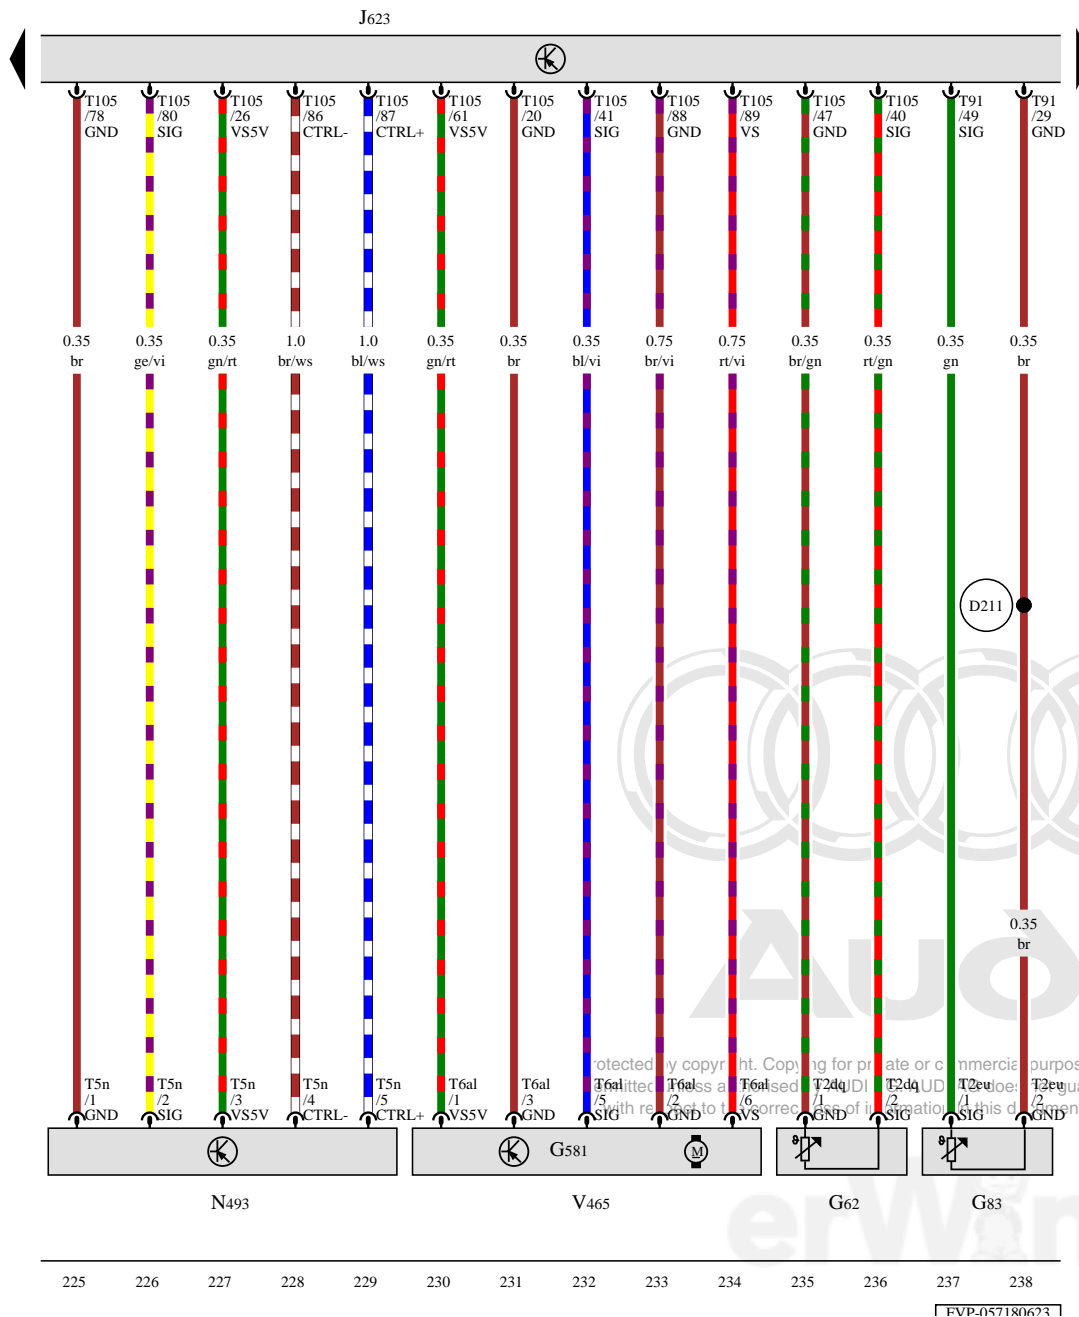 J623
T105 T105 T105 T105 T105 T105 T105 T105 T105 T105 T105 T105 T91 T91
/78 /80 /26 /86 /87 /61 /20 /41 /88 /89 /47 /40 /49 /29
GND SIG VS5V CTRL- CTRL+ VS5V GND SIG GND VS GND SIG SIG GND
0.35 0.35 0.35 1.0 1.0 0.35 0.35 0.35 0.75 0.75 0.35 0.35 0.35 0.35
br ge/vi gn/rt br/ws bl/ws gn/rt br bl/vi br/vi rt/vi br/gn rt/gn gn br
D211
Aud
0.35
br
T5n T5n T5n T5n T5n T6al T6al T6al T6al T6al T2dq T2dq T2eu T2eu
/1 /2 /3 /4 /5 /1 /3 /5 /2 /6 /1 /2 /1 /2
GND SIG VS5V CTRL- CTRL+ VS5V GND SIG GND VS GND SIG SIG GND
G581
M
N493 V465 G62 G83
erWin
225 226 227 228 229 230 231 232 233 234 235 236 237 238
FVP-057180623